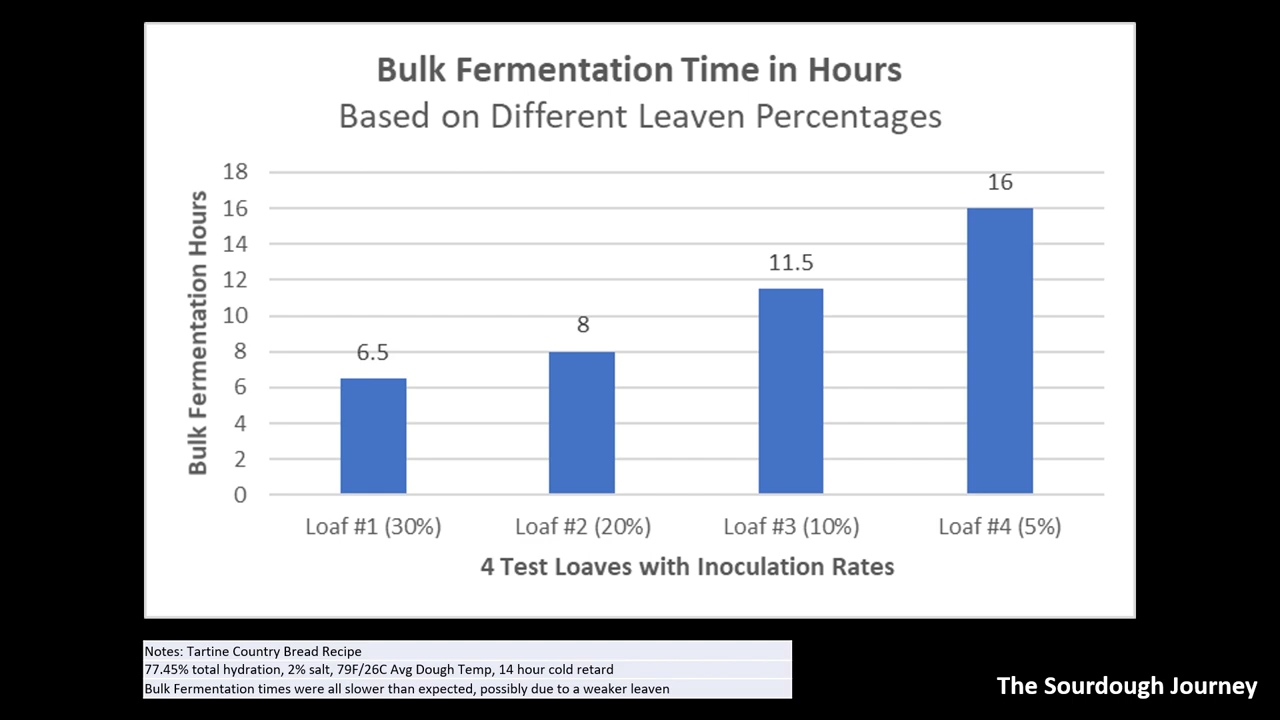 Bulk Fermentation Time in Hours
Based on Different Leaven Percentages
Bulk Fermentation Hours
18
16
14
12
10
8
6
4
2
0
6.5
8
11.5
16
Loaf #1 (30%)
Loaf #2 (20%)
Loaf #3 (10%)
Loaf #4 (5%)
4 Test Loaves with Inoculation Rates
Notes: Tartine Country Bread Recipe
77.45% total hydration, 2% salt, 79F/26C Avg Dough Temp, 14 hour cold retard
Bulk Fermentation times were all slower than expected, possibly due to a weaker leaven
The Sourdough Journey